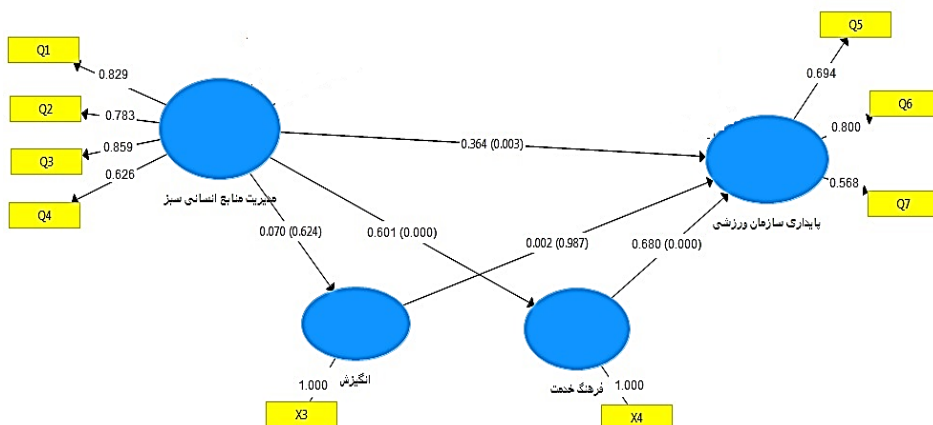 Q1
Q2
Q3
Q4
0.829
0.783
0.859
0.626
مدیریت منابع انسانی سبز
0.364 (0.003)
0.070 (0.624)
0.601 (0.000)
0.002 (0.987)
0.680 (0.000)
Q5
Q6
Q7
0.694
0.800
0.568
پایداری سازمان ورزشی
انگیزش
1.000
X3
فرهنگ خدمت
1.000
X4